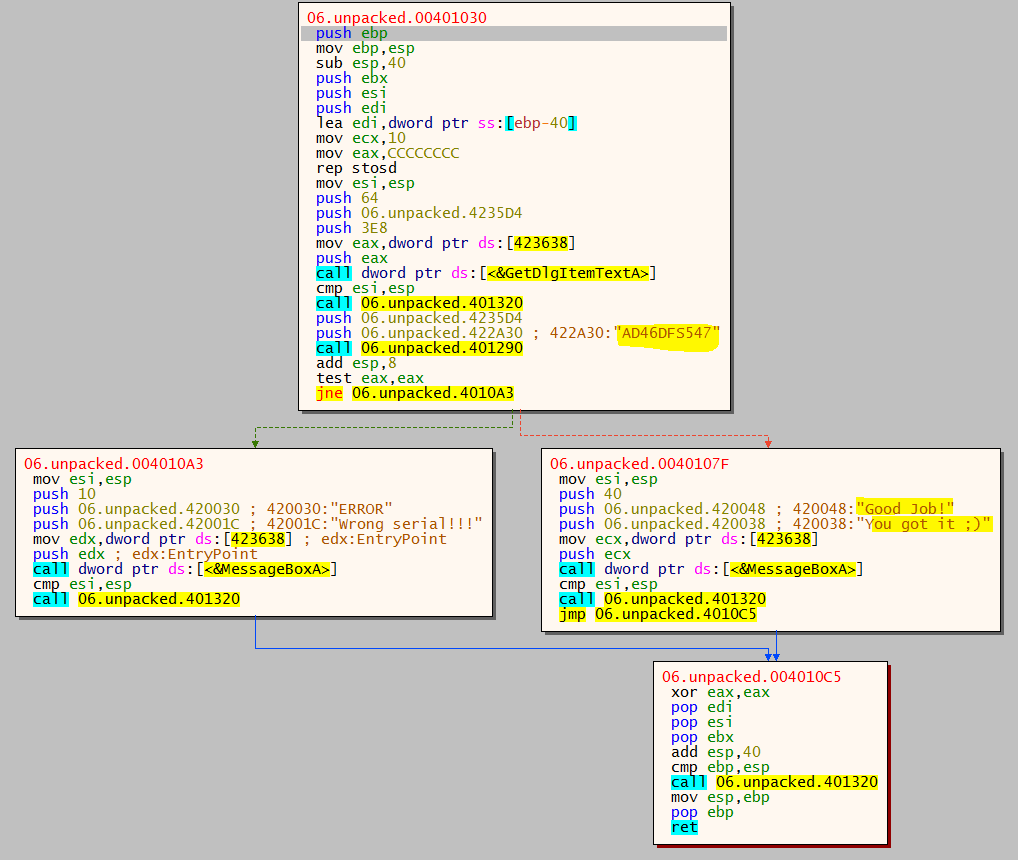 06.unpacked.00401030
push ebp
mov ebp,esp
sub esp,40
push ebx
push esi
push edi
lea edi,dword ptr ss:[ebp-40]
mov ecx,10
mov eax,CCCCCCCC
rep stosd
mov esi,esp
push 64
push 06.unpacked.4235D4
push 3E8
mov eax,dword ptr ds:[423638]
push eax
call dword ptr ds:[<&GetDlgItemTextA>]
cmp esi,esp
call 06.unpacked.401320
push 06.unpacked.4235D4
push 06.unpacked.422A30 ; 422A30:"AD46DFS547"
call 06.unpacked.401290
add esp,8
test eax,eax
jne 06.unpacked.4010A3
06.unpacked.004010A3
mov esi,esp
push 10
push 06.unpacked.420030 ; 420030:"ERROR"
push 06.unpacked.42001C ; 42001C:"Wrong serial!!!"
mov edx,dword ptr ds:[423638] ; edx:EntryPoint
push edx ; edx:EntryPoint
call dword ptr ds:[<&MessageBoxA>]
cmp esi,esp
call 06.unpacked.401320
06.unpacked.0040107F
mov esi,esp
push 40
push 06.unpacked.420048 ; 420048:"Good Job!"
push 06.unpacked.420038 ; 420038:"You got it ;)"
mov ecx,dword ptr ds:[423638]
push ecx
call dword ptr ds:[<&MessageBoxA>]
cmp esi,esp
call 06.unpacked.401320
jmp 06.unpacked.4010C5
06.unpacked.004010C5
xor eax,eax
pop edi
pop esi
pop ebx
add esp,40
cmp ebp,esp
call 06.unpacked.401320
mov esp,ebp
pop ebp
ret